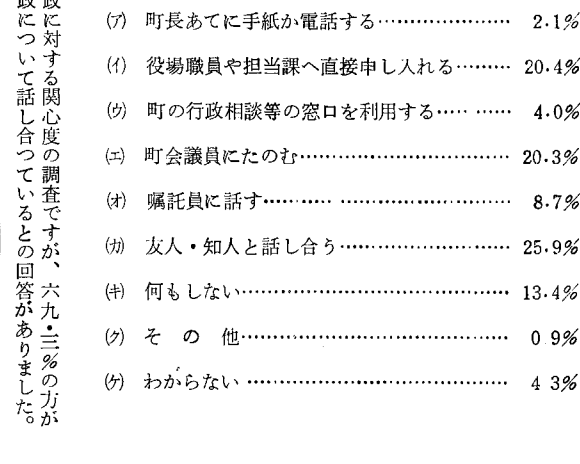 (ア) 町長あてに手紙か電話する…………………… 2.1%
(イ) 役場職員や担当課へ直接申し入れる……… 20.4%
(ウ) 町の行政相談等の窓口を利用する………… 4.0%
(エ) 町会議員にたのむ…………………………… 20.3%
(オ) 嘱託員に話す………………………………… 8.7%
(カ) 友人・知人と話し合う……………………… 25.9%
(キ) 何もしない…………………………………… 13.4%
(ク) そ の 他…………………………………… 0 9%
(ケ) わからない …………………………………… 4 3%
政に対する関心度の調査ですが、六九・三%の方が
政について話し合つているとの回答がありました。